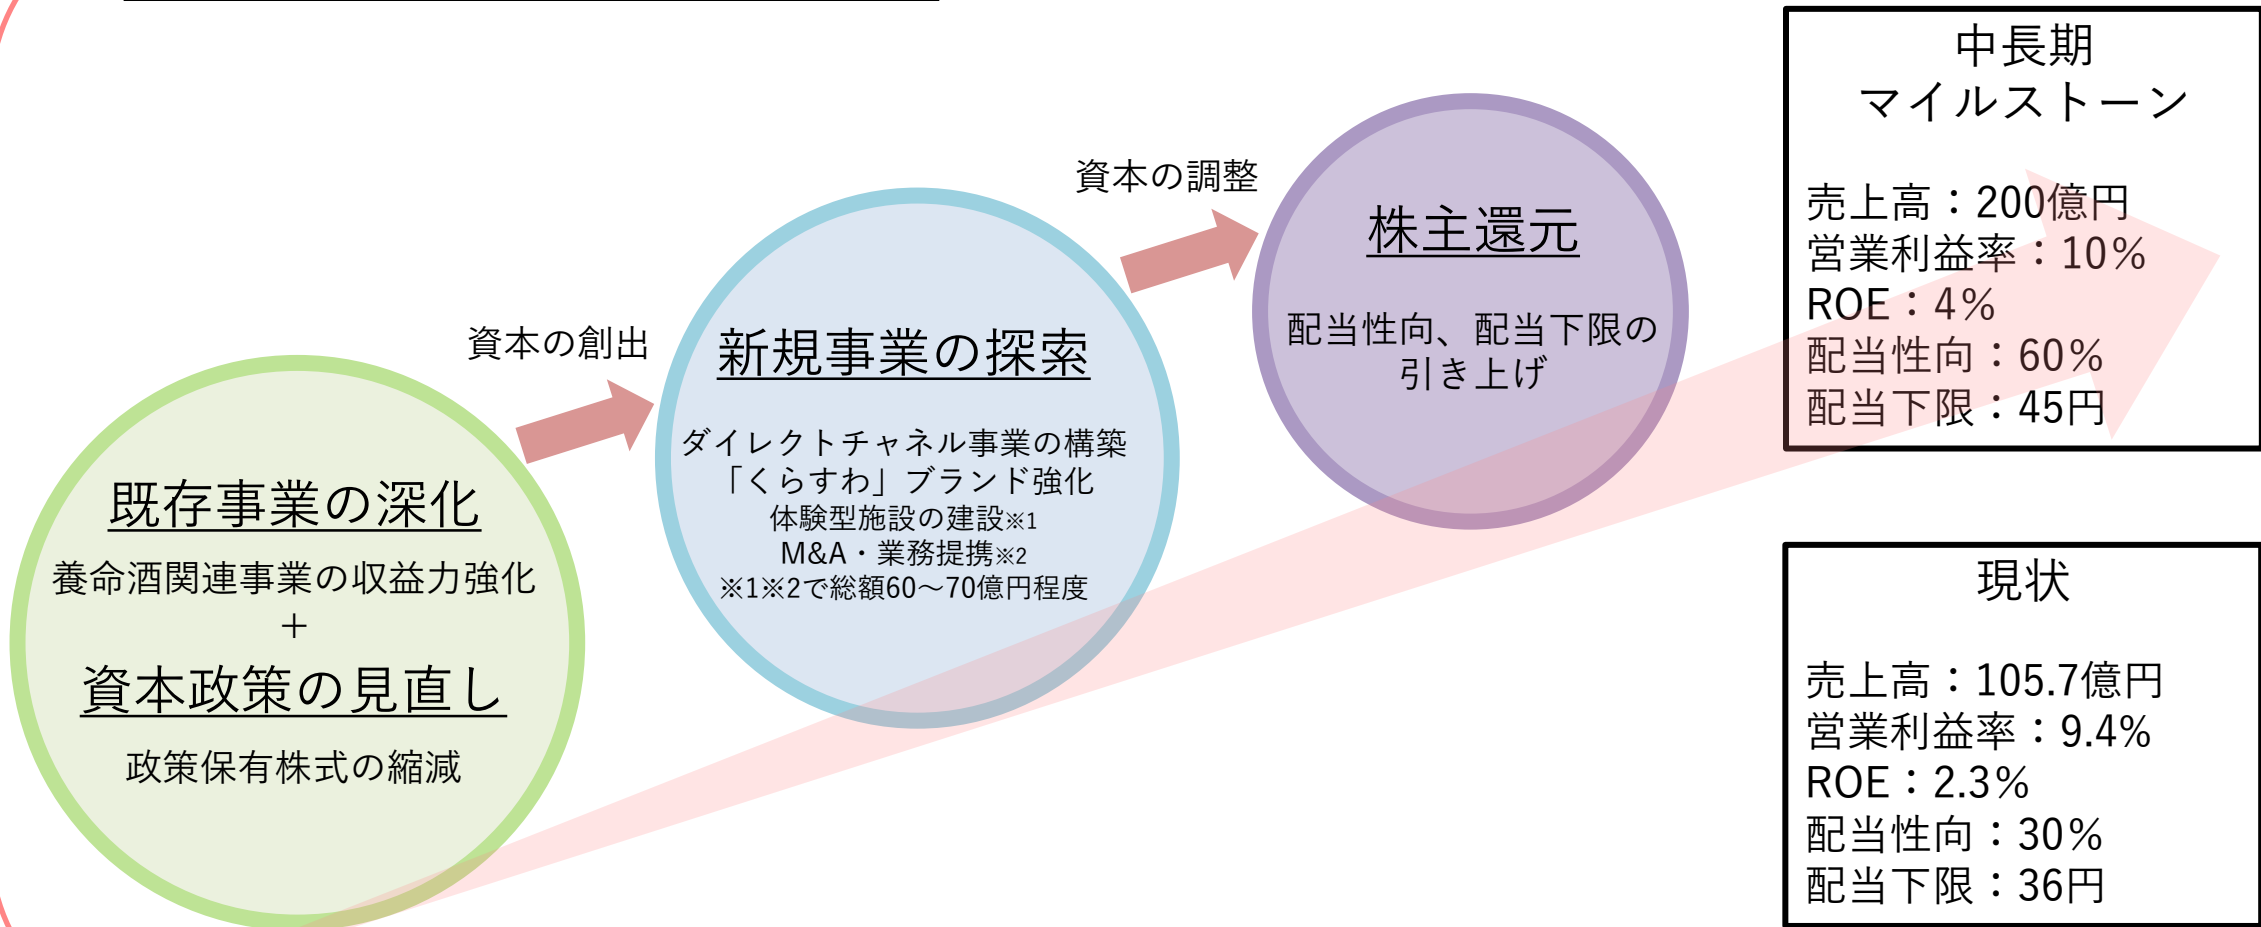 既存事業の深化
養命酒関連事業の収益力強化
＋
資本政策の見直し
政策保有株式の縮減
資本の創出
新規事業の探索
ダイレクトチャネル事業の構築
「くらすわ」ブランド強化
体験型施設の建設※1
M&A・業務提携※2
※1※2で総額60～70億円程度
資本の調整
株主還元
配当性向、配当下限の
引き上げ
中長期
マイルストーン
売上高：200億円
営業利益率：10％
ROE：4％
配当性向：60％
配当下限：45円
現状
売上高：105.7億円
営業利益率：9.4%
ROE：2.3％
配当性向：30％
配当下限：36円